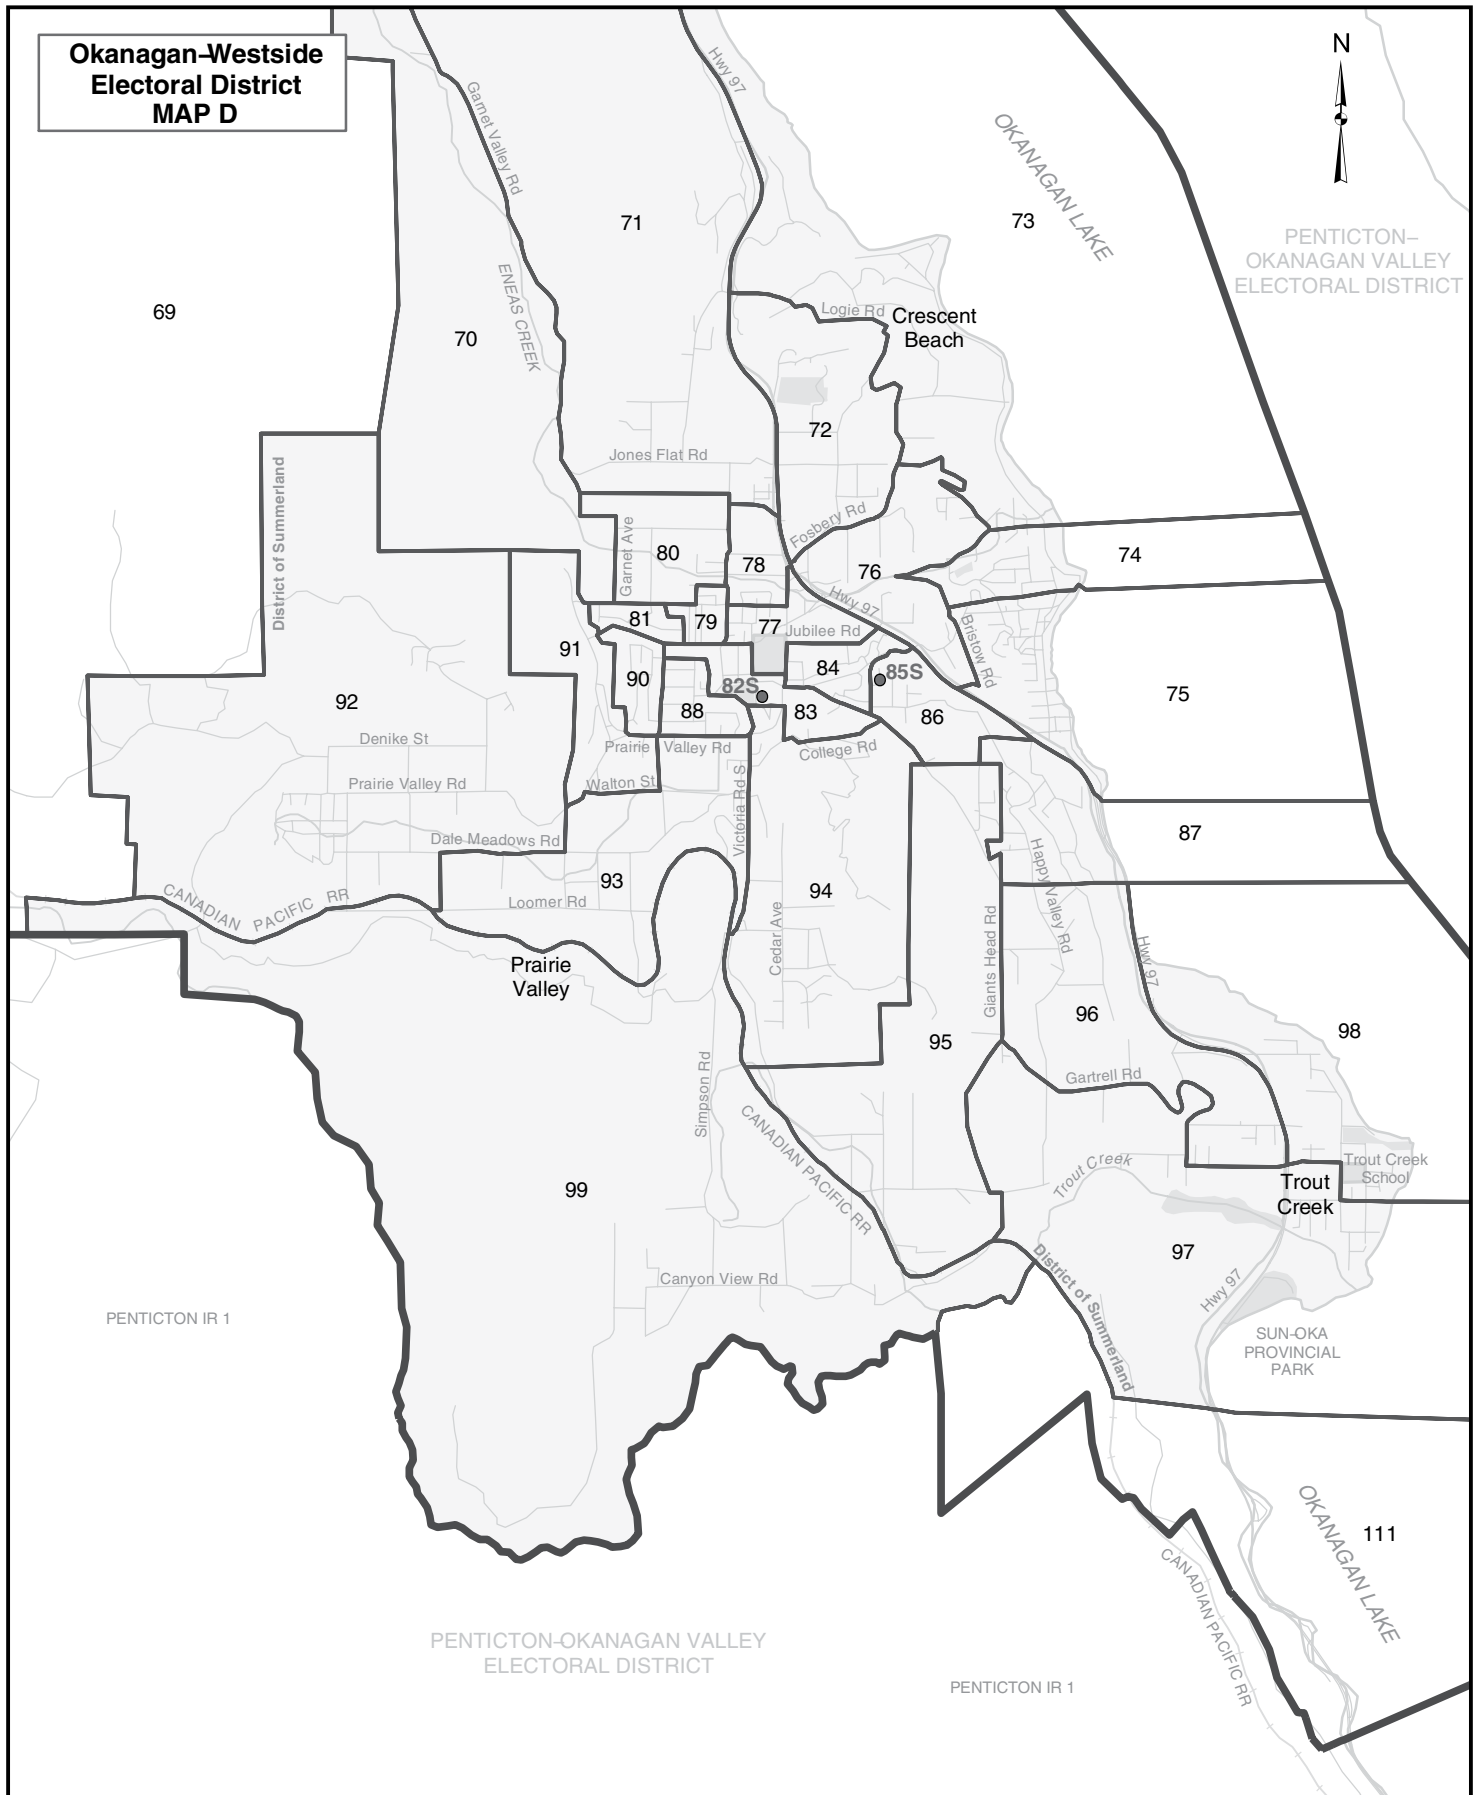 Okanagan–Westside
Electoral District
MAP D
N
Hwy 97
Garnet Valley Rd
OKANAGAN LAKE
73
71
PENTICTON–
OKANAGAN VALLEY
ELECTORAL DISTRICT
69
70
ENEAS CREEK
Logie Rd
Crescent
Beach
72
Jones Flat Rd
District of Summerland
Fosbery Rd
Garnet Ave
80
78
76
74
Hwy 97
81
79
77
Jubilee Rd
Bristow Rd
91
90
84
85S
82S
92
88
83
86
75
Denike St
Prairie
Valley Rd
College Rd
Prairie Valley Rd
Walton St
Victoria Rd S
87
Dale Meadows Rd
Happy Valley Rd
93
94
CANADIAN
PACIFIC
RR
Loomer Rd
Cedar Ave
Giants Head Rd
Hwy 97
Prairie
Valley
96
98
95
Simpson Rd
Gartrell Rd
CANADIAN PACIFIC RR
Trout Creek
Trout Creek
School
Trout
Creek
99
97
District of Summerland
Canyon View Rd
Hwy 97
PENTICTON IR 1
SUN–OKA
PROVINCIAL
PARK
OKANAGAN LAKE
111
CANADIAN PACIFIC RR
PENTICTON–OKANAGAN VALLEY
ELECTORAL DISTRICT
PENTICTON IR 1